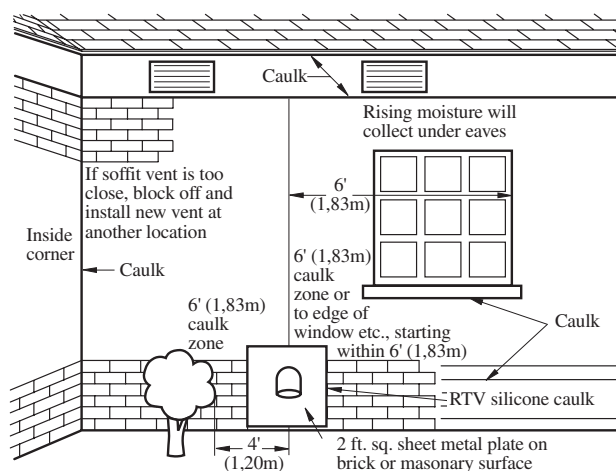 Caulk
Rising moisture will
collect under eaves
If soffit vent is too
close, block off and
install new vent at
another location
6'
(1,83m)
Inside
corner
Caulk
6' (1,83m)
caulk
zone or
to edge of
window etc., starting
within 6' (1,83m)
6' (1,83m)
caulk
zone
Caulk
RTV silicone caulk
4'
(1,20m)
2 ft. sq. sheet metal plate on
brick or masonary surface